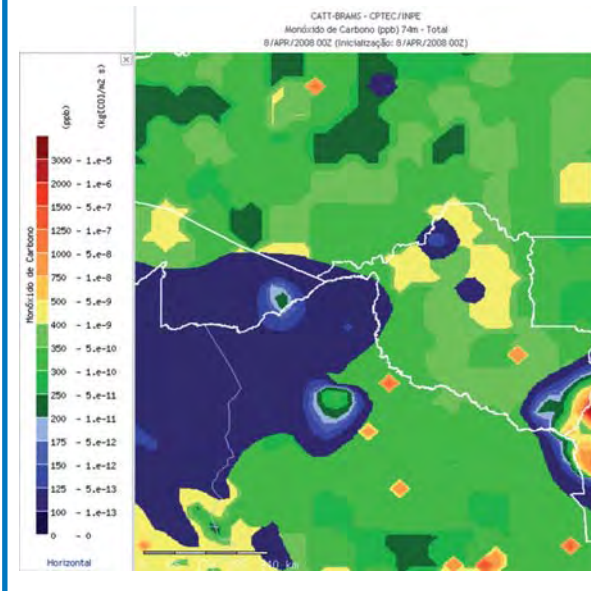 CATT-BRAMS - CPTEC/INPE
Monóxido de Carbono (ppb) 74m - Total
8/APR/2008 00Z (Inicialização: 8/APR/2008 00Z)
(ppb)
(kg[CO]/m2 s)
Monóxido de Carbono
3000 - 1.e-5
2000 - 1.e-6
1500 - 5.e-7
1000 - 5.e-8
750 - 1.e-8
500 - 5.e-9
400 - 1.e-9
350 - 5.e-10
300 - 1.e-10
250 - 5.e-11
200 - 1.e-11
175 - 5.e-12
150 - 1.e-12
125 - 5.e-13
100 - 1.e-13
0 - 0
Horizontal
km